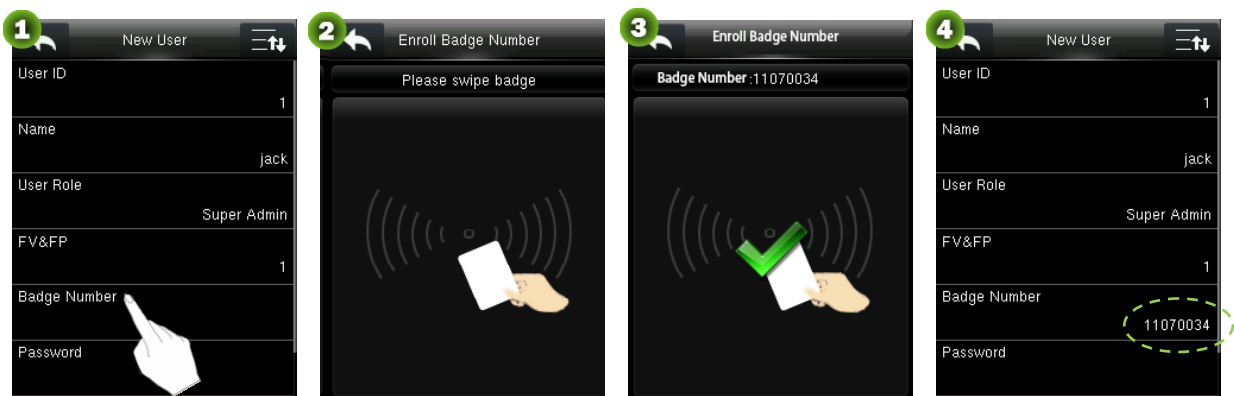 1
New User
User ID
1
Name
jack
User Role
Super Admin
FV&FP
1
Badge Number
Password
2
Enroll Badge Number
Please swipe badge
3
Enroll Badge Number
Badge Number :11070034
4
New User
User ID
1
Name
jack
User Role
Super Admin
FV&FP
1
Badge Number
11070034
Password